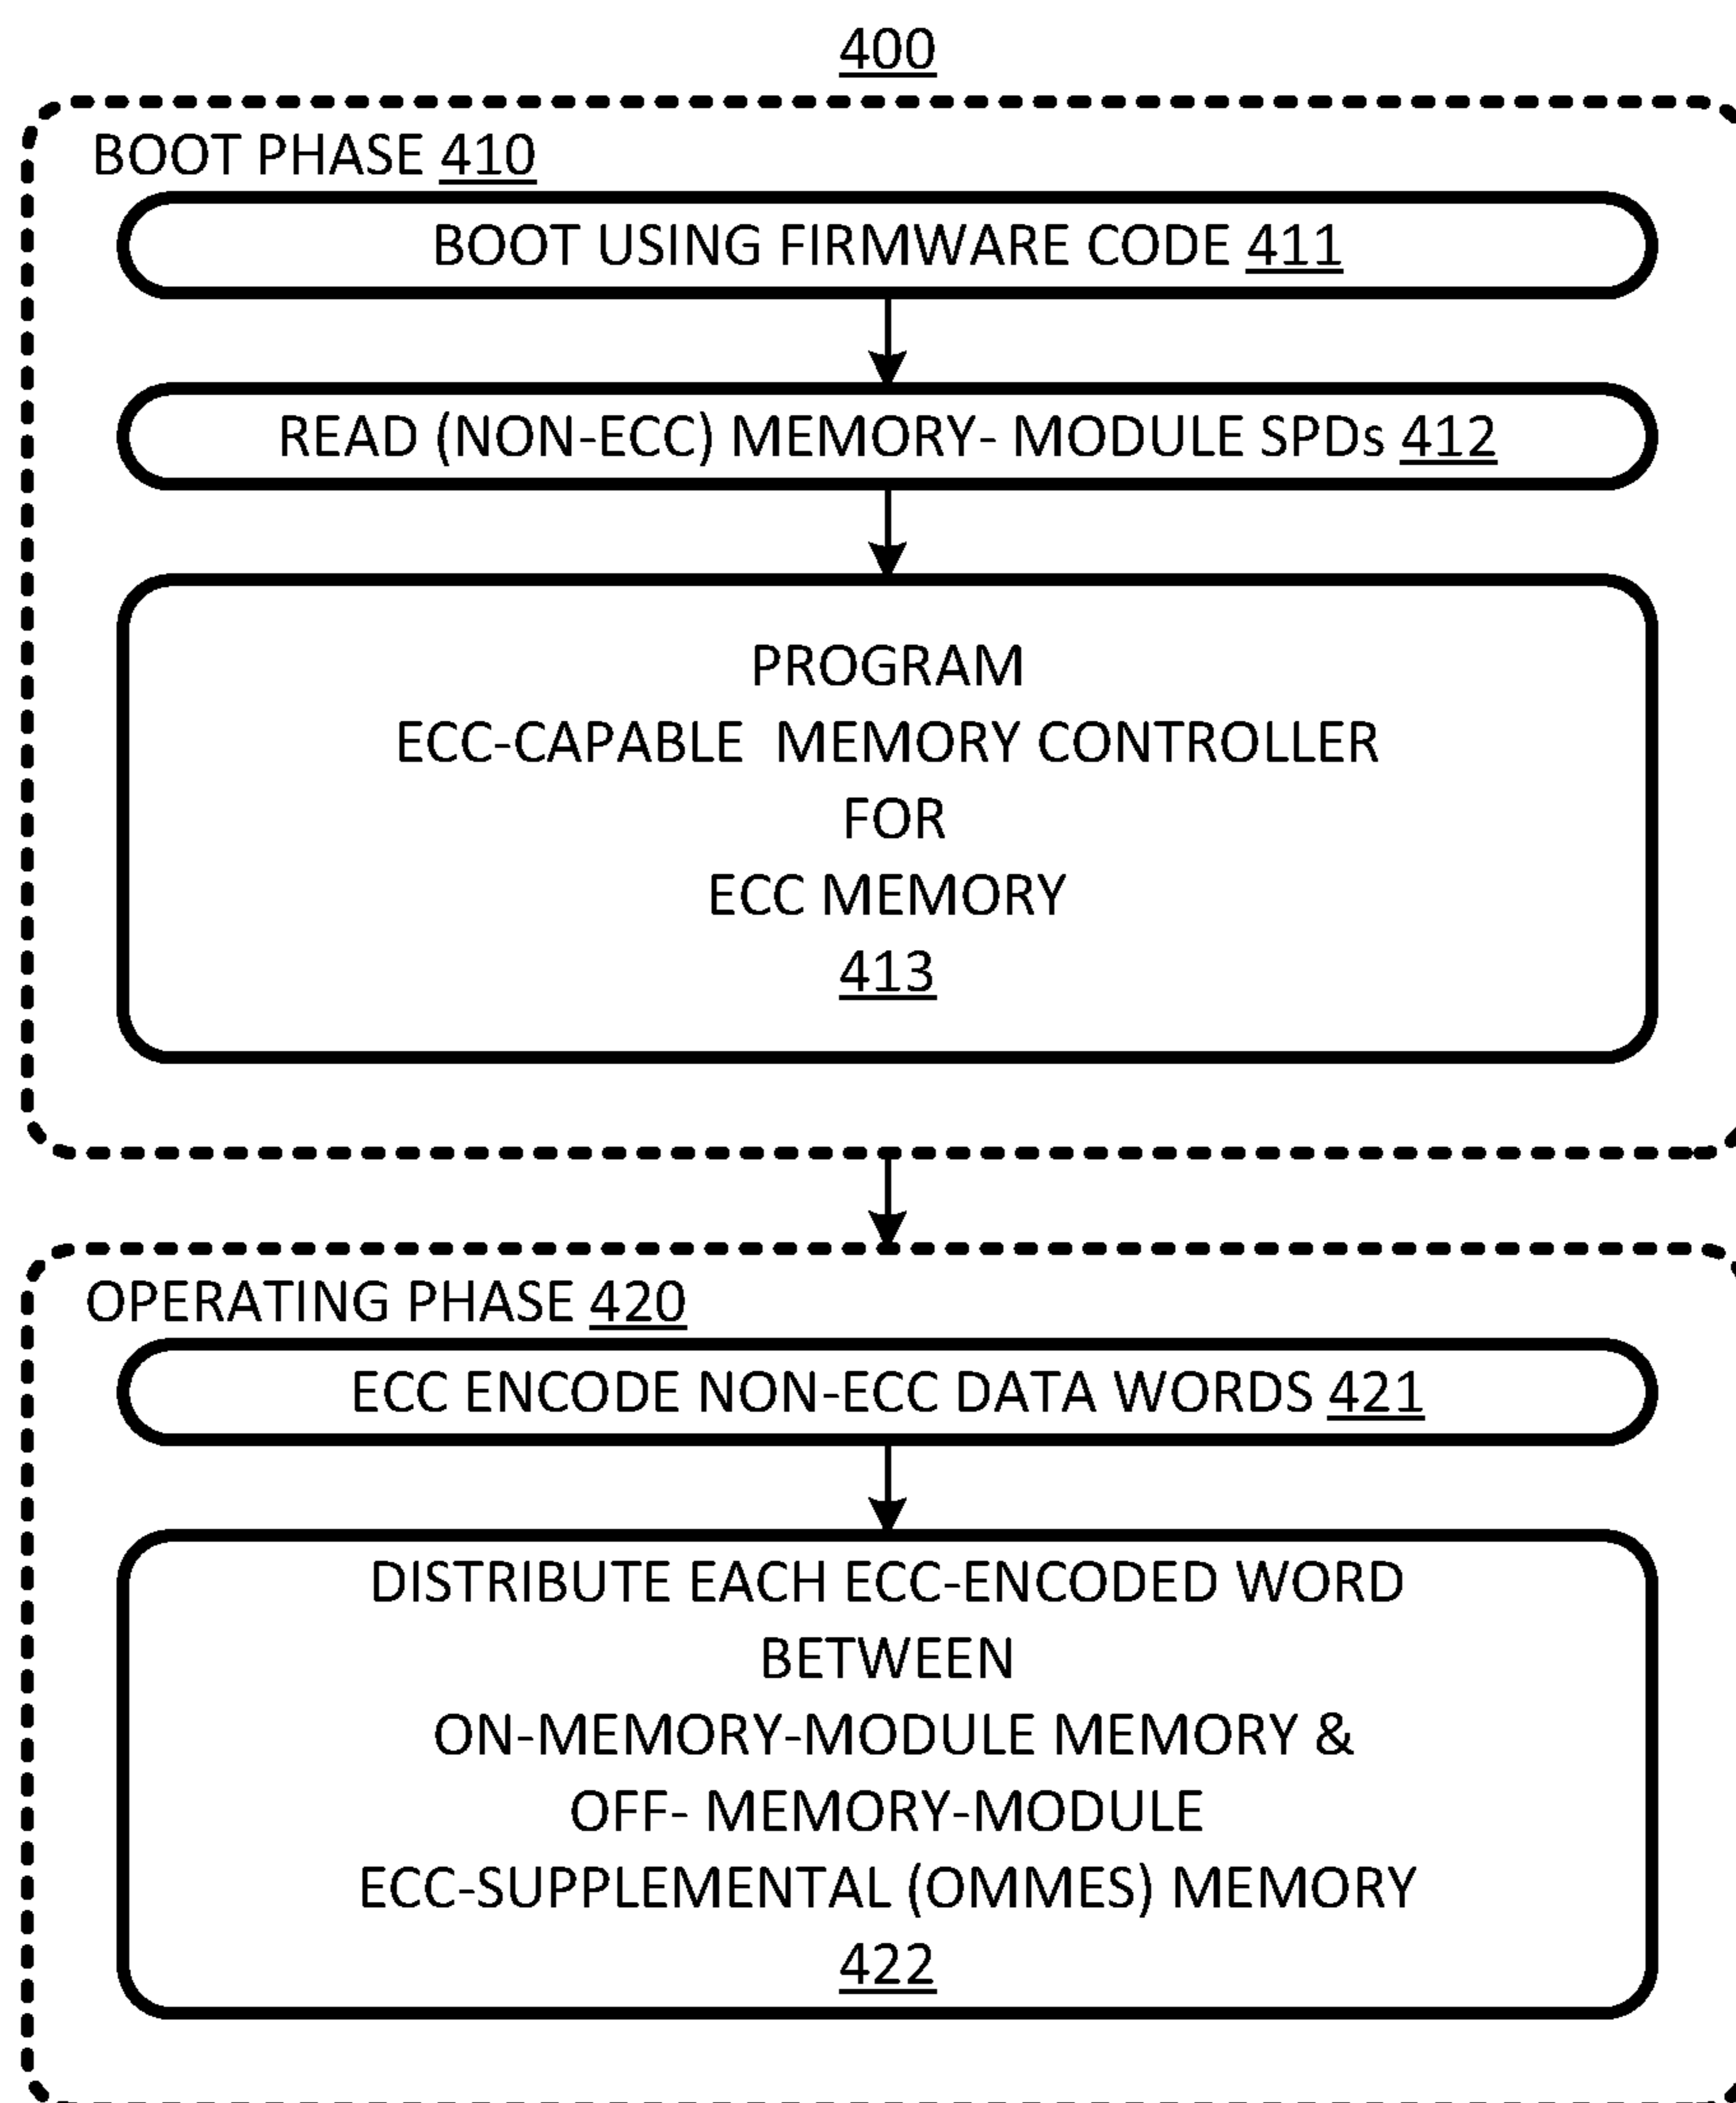 400
BOOT PHASE 410
BOOT USING FIRMWARE CODE 411
READ (NON-ECC) MEMORY- MODULE SPDs 412
PROGRAM
ECC-CAPABLE MEMORY CONTROLLER
FOR
ECC MEMORY
413
OPERATING PHASE 420
ECC ENCODE NON-ECC DATA WORDS 421
DISTRIBUTE EACH ECC-ENCODED WORD
BETWEEN
ON-MEMORY-MODULE MEMORY &
OFF- MEMORY-MODULE
ECC-SUPPLEMENTAL (OMMES) MEMORY
422